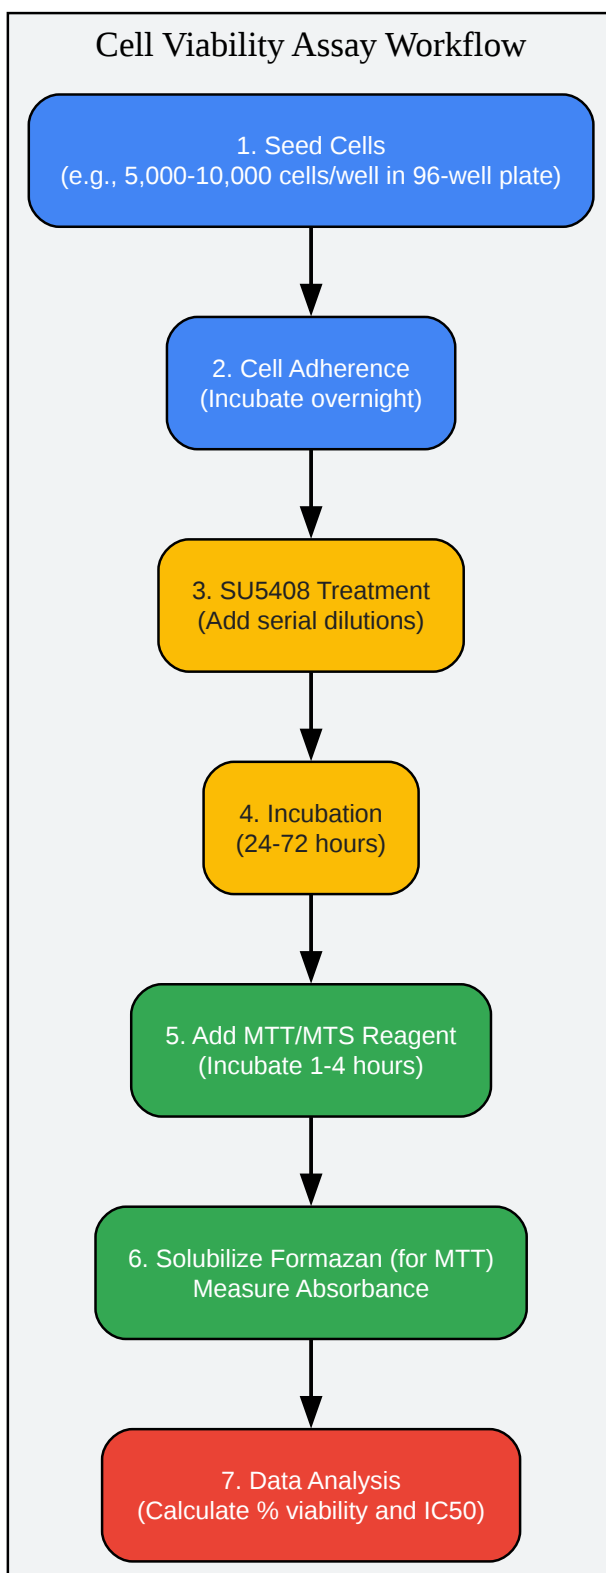 Cell Viability Assay Workflow
1. Seed Cells
(e.g., 5,000-10,000 cells/well in 96-well plate)
2. Cell Adherence
(Incubate overnight)
3. SU5408 Treatment
(Add serial dilutions)
4. Incubation
(24-72 hours)
5. Add MTT/MTS Reagent
(Incubate 1-4 hours)
6. Solubilize Formazan (for MTT)
Measure Absorbance
7. Data Analysis
(Calculate % viability and IC50)